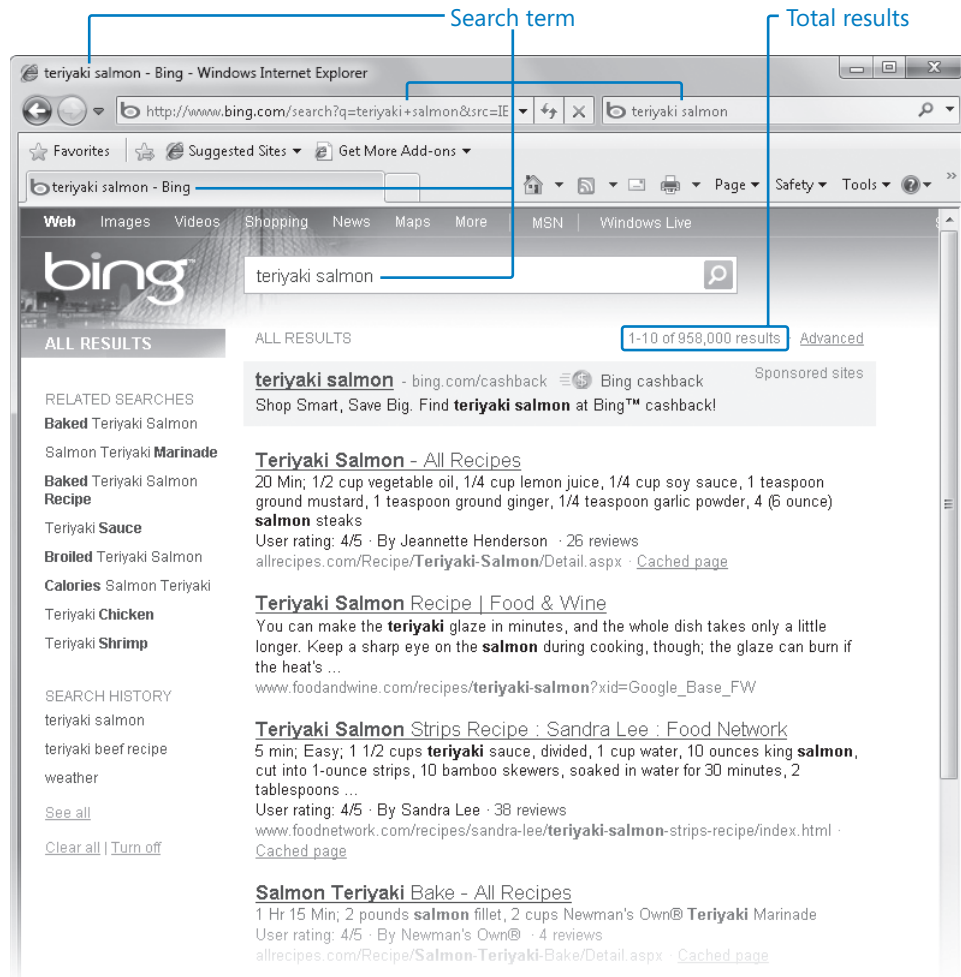 Search term
Total results
teriyaki salmon - Bing - Windows Internet Explorer
http://www.bing.com/search?q=teriyaki+salmon&src=IE
teriyaki salmon
Favorites
Suggested Sites
Get More Add-ons
teriyaki salmon - Bing
Page
Safety
Tools
»
Web Images Videos Shopping News Maps More MSN Windows Live
bing™
teriyaki salmon
ALL RESULTS
ALL RESULTS
1-10 of 958,000 results · Advanced
RELATED SEARCHES
Baked Teriyaki Salmon
Salmon Teriyaki Marinade
Baked Teriyaki Salmon
Recipe
Teriyaki Sauce
Broiled Teriyaki Salmon
Calories Salmon Teriyaki
Teriyaki Chicken
Teriyaki Shrimp
SEARCH HISTORY
teriyaki salmon
teriyaki beef recipe
weather
See all
Clear all | Turn off
teriyaki salmon - bing.com/cashback Bing cashback
Sponsored sites
Shop Smart, Save Big. Find teriyaki salmon at Bing™ cashback!
Teriyaki Salmon - All Recipes
20 Min; 1/2 cup vegetable oil, 1/4 cup lemon juice, 1/4 cup soy sauce, 1 teaspoon
ground mustard, 1 teaspoon ground ginger, 1/4 teaspoon garlic powder, 4 (6 ounce)
salmon steaks
User rating: 4/5 · By Jeannette Henderson · 26 reviews
allrecipes.com/Recipe/Teriyaki-Salmon/Detail.aspx · Cached page
Teriyaki Salmon Recipe | Food & Wine
You can make the teriyaki glaze in minutes, and the whole dish takes only a little
longer. Keep a sharp eye on the salmon during cooking, though; the glaze can burn if
the heat's ...
www.foodandwine.com/recipes/teriyaki-salmon?xid=Google_Base_FW
Teriyaki Salmon Strips Recipe : Sandra Lee : Food Network
5 min; Easy; 1 1/2 cups teriyaki sauce, divided, 1 cup water, 10 ounces king salmon,
cut into 1-ounce strips, 10 bamboo skewers, soaked in water for 30 minutes, 2
tablespoons ...
User rating: 4/5 · By Sandra Lee · 38 reviews
www.foodnetwork.com/recipes/sandra-lee/teriyaki-salmon-strips-recipe/index.html ·
Cached page
Salmon Teriyaki Bake - All Recipes
1 Hr 15 Min; 2 pounds salmon fillet, 2 cups Newman's Own® Teriyaki Marinade
User rating: 4/5 · By Newman's Own® · 4 reviews
allrecipes.com/Recipe/Salmon-Teriyaki-Bake/Detail.aspx · Cached page